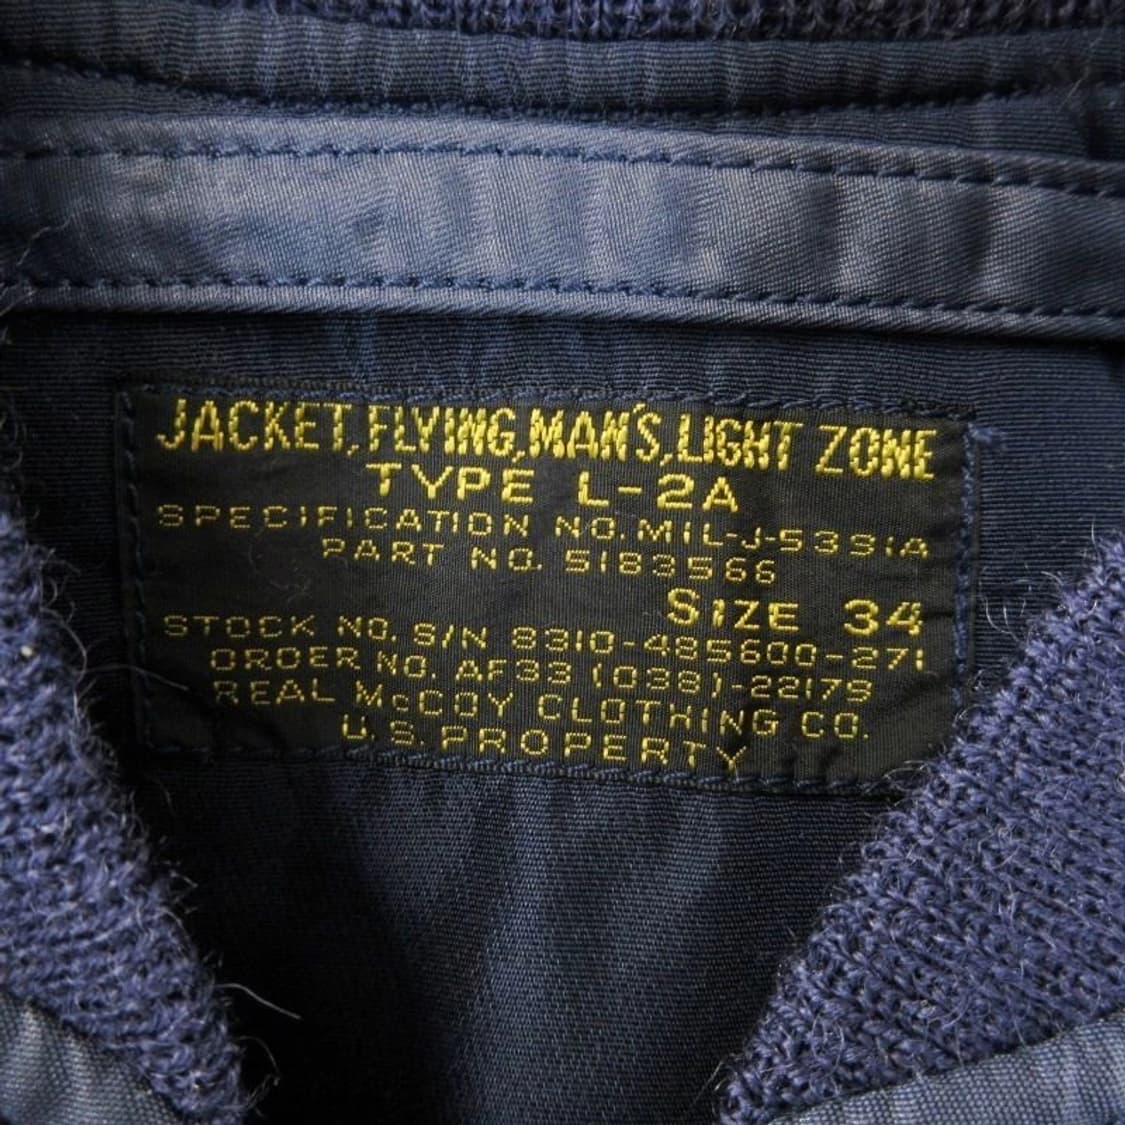 JACKET, FLYING, MAN'S, LIGHT ZONE
TYPE L-2A
SPECIFICATION NO. MIL-J-5391A
PART NO. 5183566
SIZE 34
STOCK NO. S/N 8310-485600-271
ORDER NO. AF33 (038)-22179
REAL McCOY CLOTHING CO.
U.S. PROPERTY